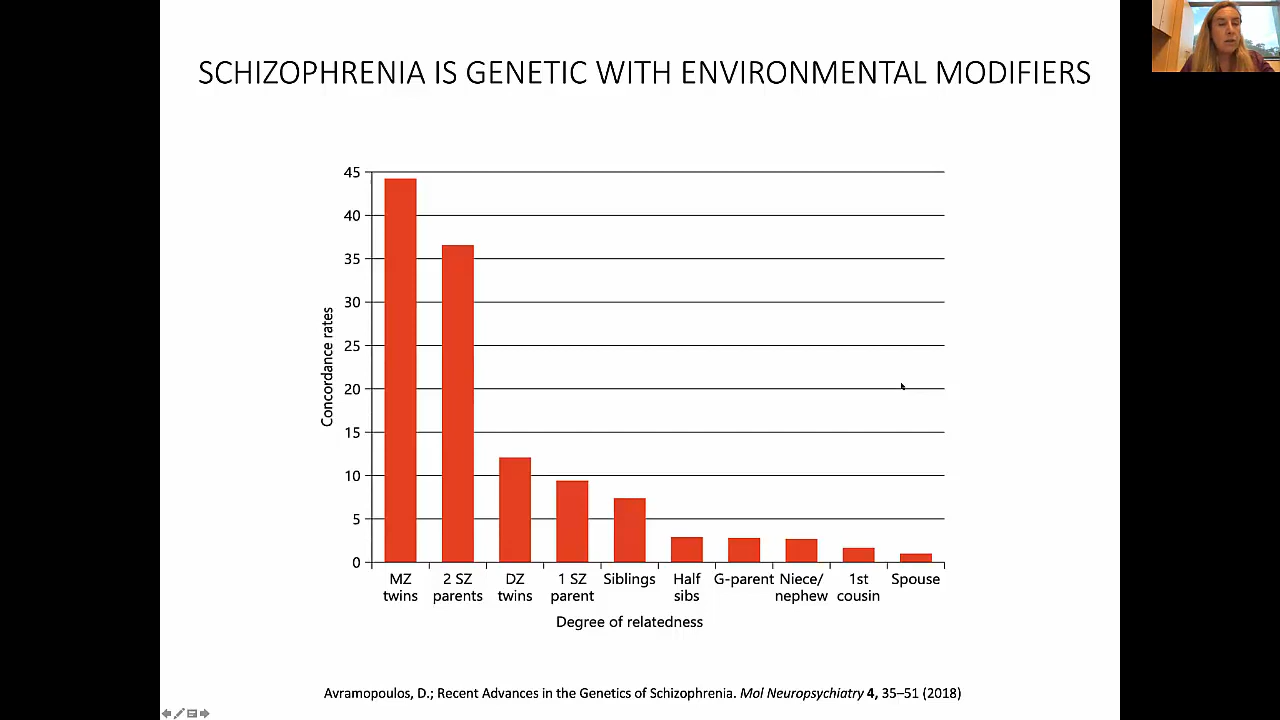 SCHIZOPHRENIA IS GENETIC WITH ENVIRONMENTAL MODIFIERS
45
40
35
30
25
20
15
10
5
0
Concordance rates
MZ twins
2 SZ parents
DZ twins
1 SZ parent
Siblings
Half sibs
G-parent
Niece/ nephew
1st cousin
Spouse
Degree of relatedness
Avramopoulos, D.; Recent Advances in the Genetics of Schizophrenia. Mol Neuropsychiatry 4, 35–51 (2018)